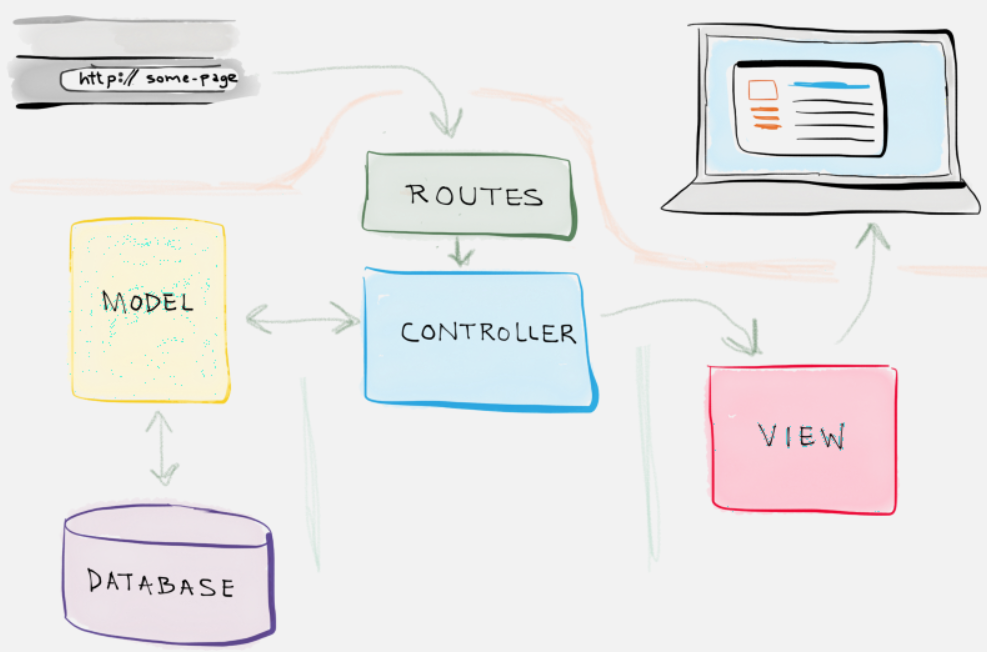 http:// some-page
ROUTES
MODEL
CONTROLLER
VIEW
DATABASE